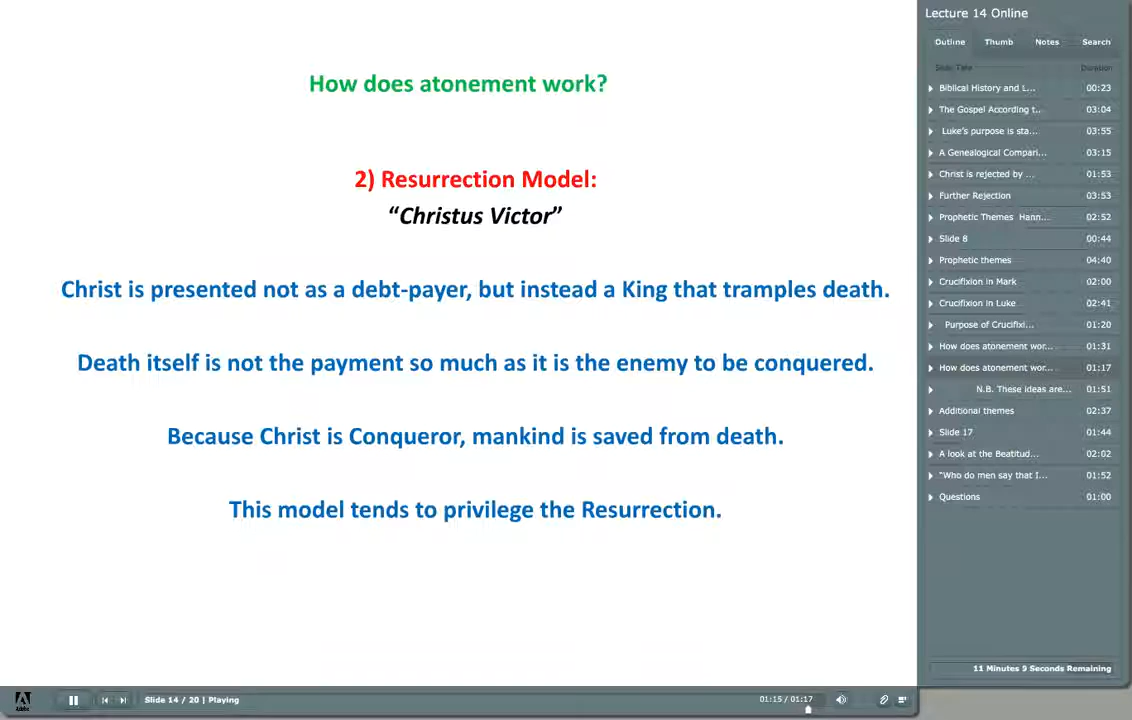 How does atonement work?
2) Resurrection Model:
“Christus Victor”
Christ is presented not as a debt-payer, but instead a King that tramples death.
Death itself is not the payment so much as it is the enemy to be conquered.
Because Christ is Conqueror, mankind is saved from death.
This model tends to privilege the Resurrection.
Lecture 14 Online
Outline Thumb Notes Search
Slide Title Duration
Biblical History and L... 00:23
The Gospel According t... 03:04
Luke's purpose is sta... 03:55
A Genealogical Compari... 03:15
Christ is rejected by ... 01:53
Further Rejection 03:53
Prophetic Themes Hann... 02:52
Slide 8 00:44
Prophetic themes 04:40
Crucifixion in Mark 02:00
Crucifixion in Luke 02:41
Purpose of Crucifixi... 01:20
How does atonement wor... 01:31
How does atonement wor... 01:17
N.B. These ideas are... 01:51
Additional themes 02:37
Slide 17 01:44
A look at the Beatitud... 02:02
"Who do men say that I... 01:52
Questions 01:00
11 Minutes 9 Seconds Remaining
Adobe
Slide 14 / 20 | Playing
01:15 / 01:17